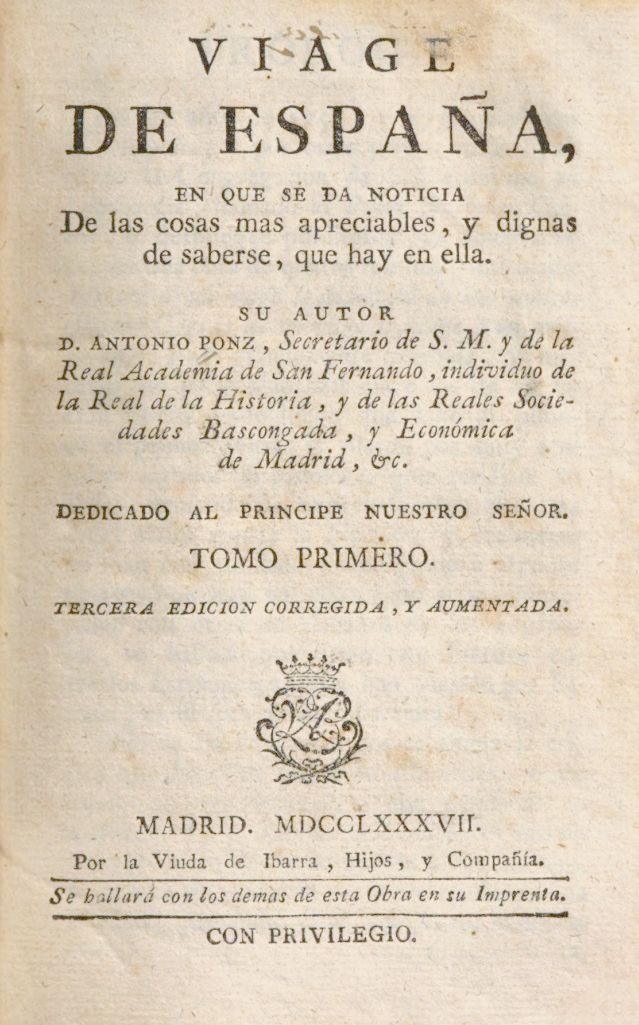 VIAGE
DE ESPAÑA,
EN QUE SE DA NOTICIA
De las cosas mas apreciables, y dignas
de saberse, que hay en ella.
SU AUTOR
D. ANTONIO PONZ, Secretario de S. M. y de la
Real Academia de San Fernando, individuo de
la Real de la Historia, y de las Reales Socie-
dades Bascongada, y Económica
de Madrid, &c.
DEDICADO AL PRINCIPE NUESTRO SEÑOR.
TOMO PRIMERO.
TERCERA EDICION CORREGIDA, Y AUMENTADA.
MADRID. MDCCLXXXVII.
Por la Viuda de Ibarra, Hijos, y Compañía.
Se hallará con los demas de esta Obra en su Imprenta.
CON PRIVILEGIO.